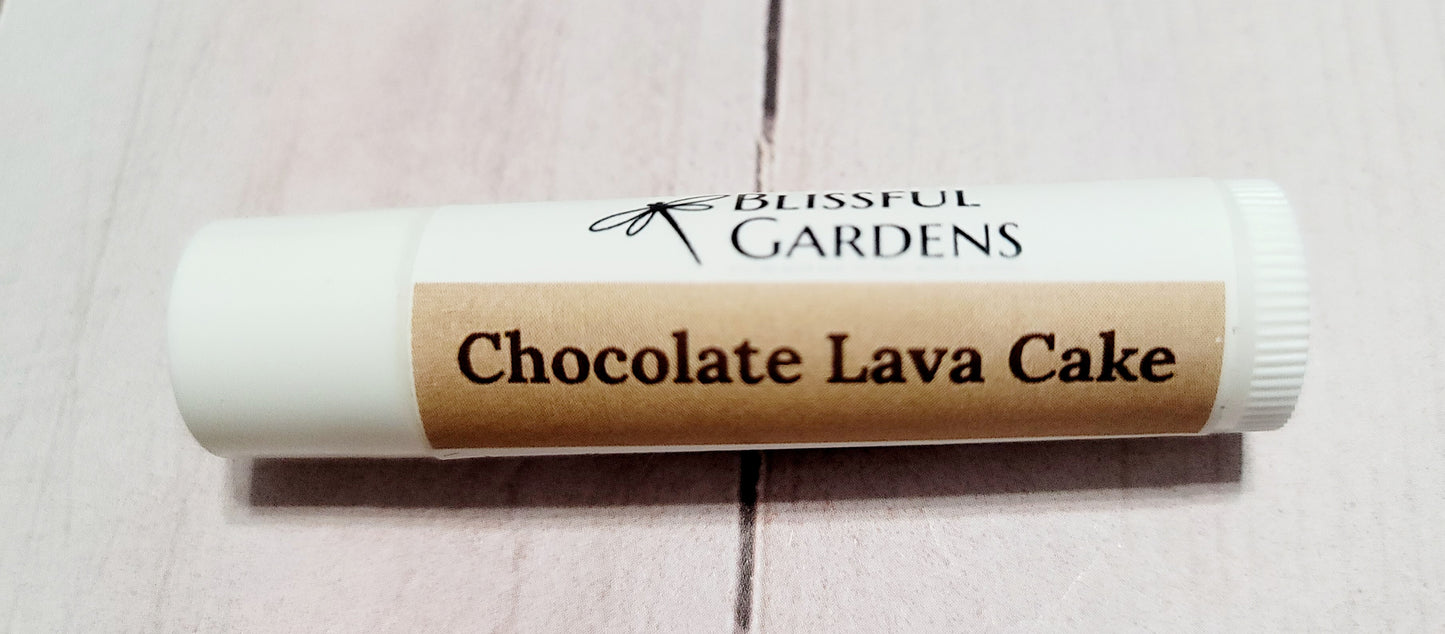 BLISSFUL
GARDENS
Chocolate Lava Cake